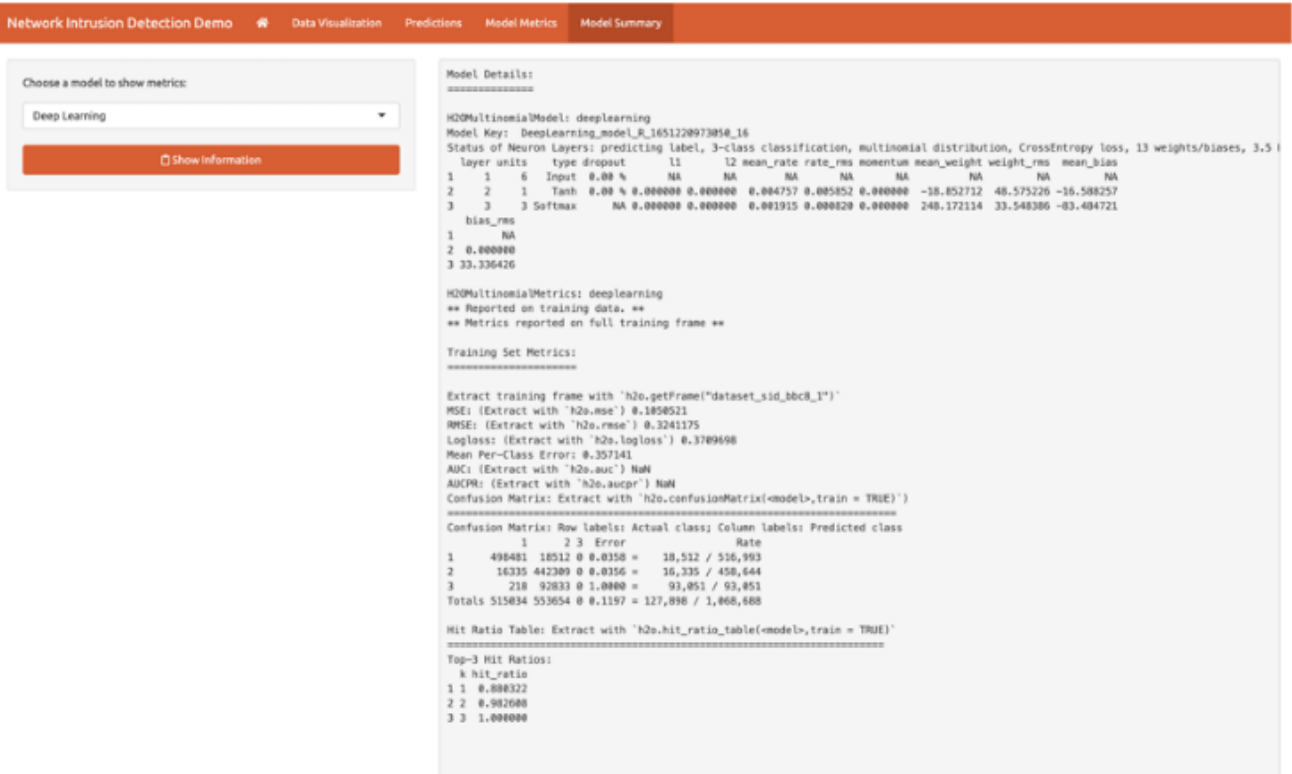 Network Intrusion Detection Demo Data Visualization Predictions Model Metrics Model Summary
Choose a model to show metrics:
Deep Learning
Show Information
Model Details:
==============
H2OMultinomialModel: deeplearning
Model Key: DeepLearning_model_R_1651220973050_16
Status of Neuron Layers: predicting label, 3-class classification, multinomial distribution, CrossEntropy loss, 13 weights/biases, 3.5
layer units type dropout l1 l2 mean_rate rate_rms momentum mean_weight weight_rms mean_bias
1 1 6 Input 0.00 % NA NA NA NA NA NA NA NA
2 2 1 Tanh 0.00 % 0.000000 0.000000 0.004757 0.005852 0.000000 -18.852712 48.575226 -16.588257
3 3 3 Softmax NA 0.000000 0.000000 0.001915 0.000820 0.000000 248.172114 33.548386 -83.484721
bias_rms
1 NA
2 0.000000
3 33.336426
H2OMultinomialMetrics: deeplearning
** Reported on training data. **
** Metrics reported on full training frame **
Training Set Metrics:
=====================
Extract training frame with `h2o.getFrame("dataset_sid_bbc8_1")`
MSE: (Extract with `h2o.mse`) 0.1050521
RMSE: (Extract with `h2o.rmse`) 0.3241175
Logloss: (Extract with `h2o.logloss`) 0.3709698
Mean Per-Class Error: 0.357141
AUC: (Extract with `h2o.auc`) NaN
AUCPR: (Extract with `h2o.aucpr`) NaN
Confusion Matrix: Extract with `h2o.confusionMatrix(<model>,train = TRUE)`)
=========================================================================
Confusion Matrix: Row labels: Actual class; Column labels: Predicted class
1 2 3 Error Rate
1 498481 18512 0 0.0358 = 18,512 / 516,993
2 16335 442309 0 0.0356 = 16,335 / 458,644
3 218 92833 0 1.0000 = 93,051 / 93,051
Totals 515034 553654 0 0.1197 = 127,898 / 1,068,688
Hit Ratio Table: Extract with `h2o.hit_ratio_table(<model>,train = TRUE)`
=======================================================================
Top-3 Hit Ratios:
k hit_ratio
1 1 0.880322
2 2 0.982608
3 3 1.000000